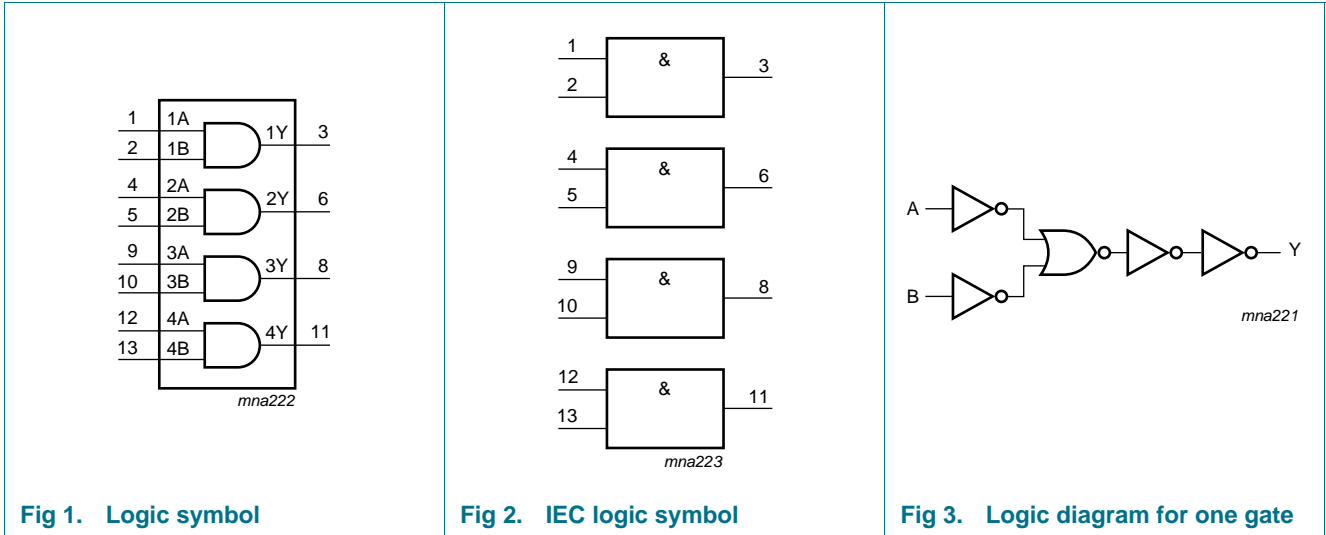 1 1A 1Y 3
2 1B
4 2A 2Y 6
5 2B
9 3A 3Y 8
10 3B
12 4A 4Y 11
13 4B
mna222
Fig 1. Logic symbol
1 & 3
2
4 & 6
5
9 & 8
10
12 & 11
13
mna223
Fig 2. IEC logic symbol
A
Y
B
mna221
Fig 3. Logic diagram for one gate